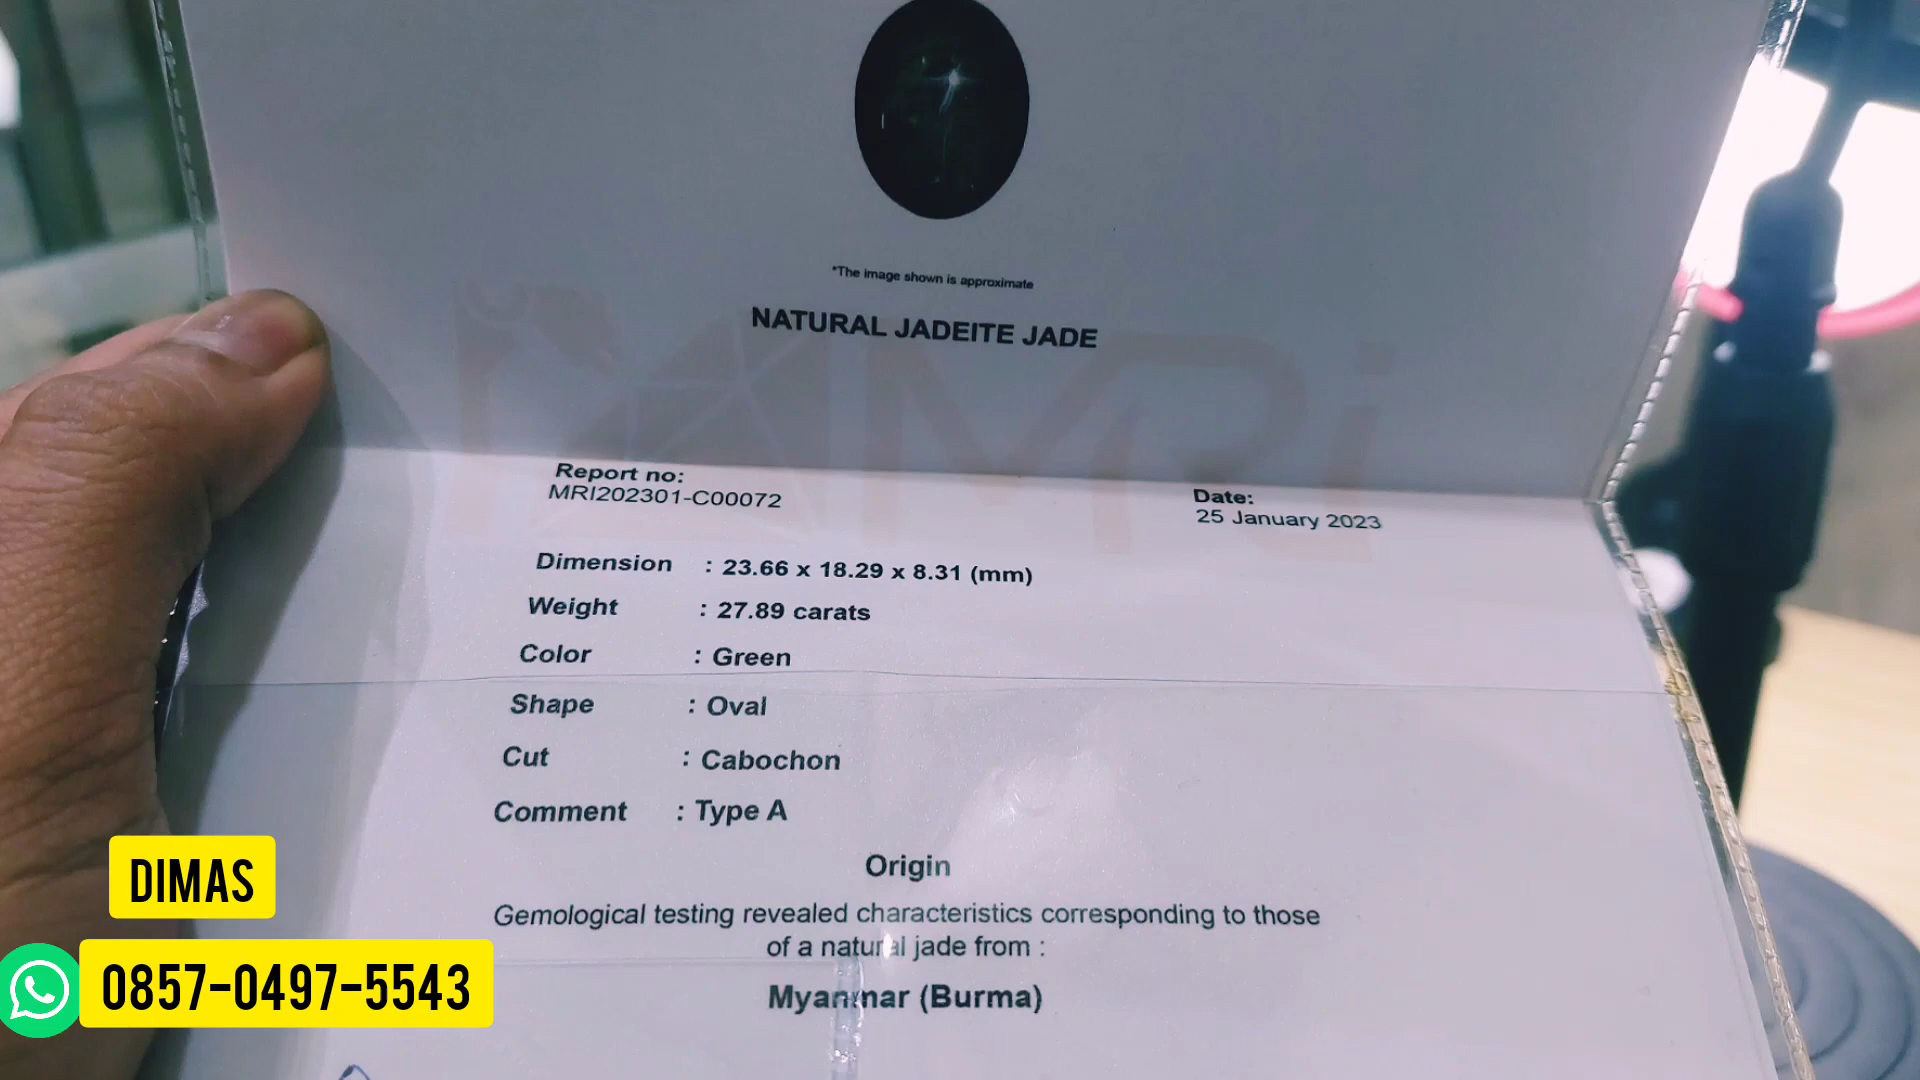 *The image shown is approximate
NATURAL JADEITE JADE
MRi
Report no:
MRI202301-C00072
Date:
25 January 2023
Dimension : 23.66 x 18.29 x 8.31 (mm)
Weight : 27.89 carats
Color : Green
Shape : Oval
Cut : Cabochon
Comment : Type A
Origin
Gemological testing revealed characteristics corresponding to those
of a natural jade from :
Myanmar (Burma)
DIMAS
0857-0497-5543